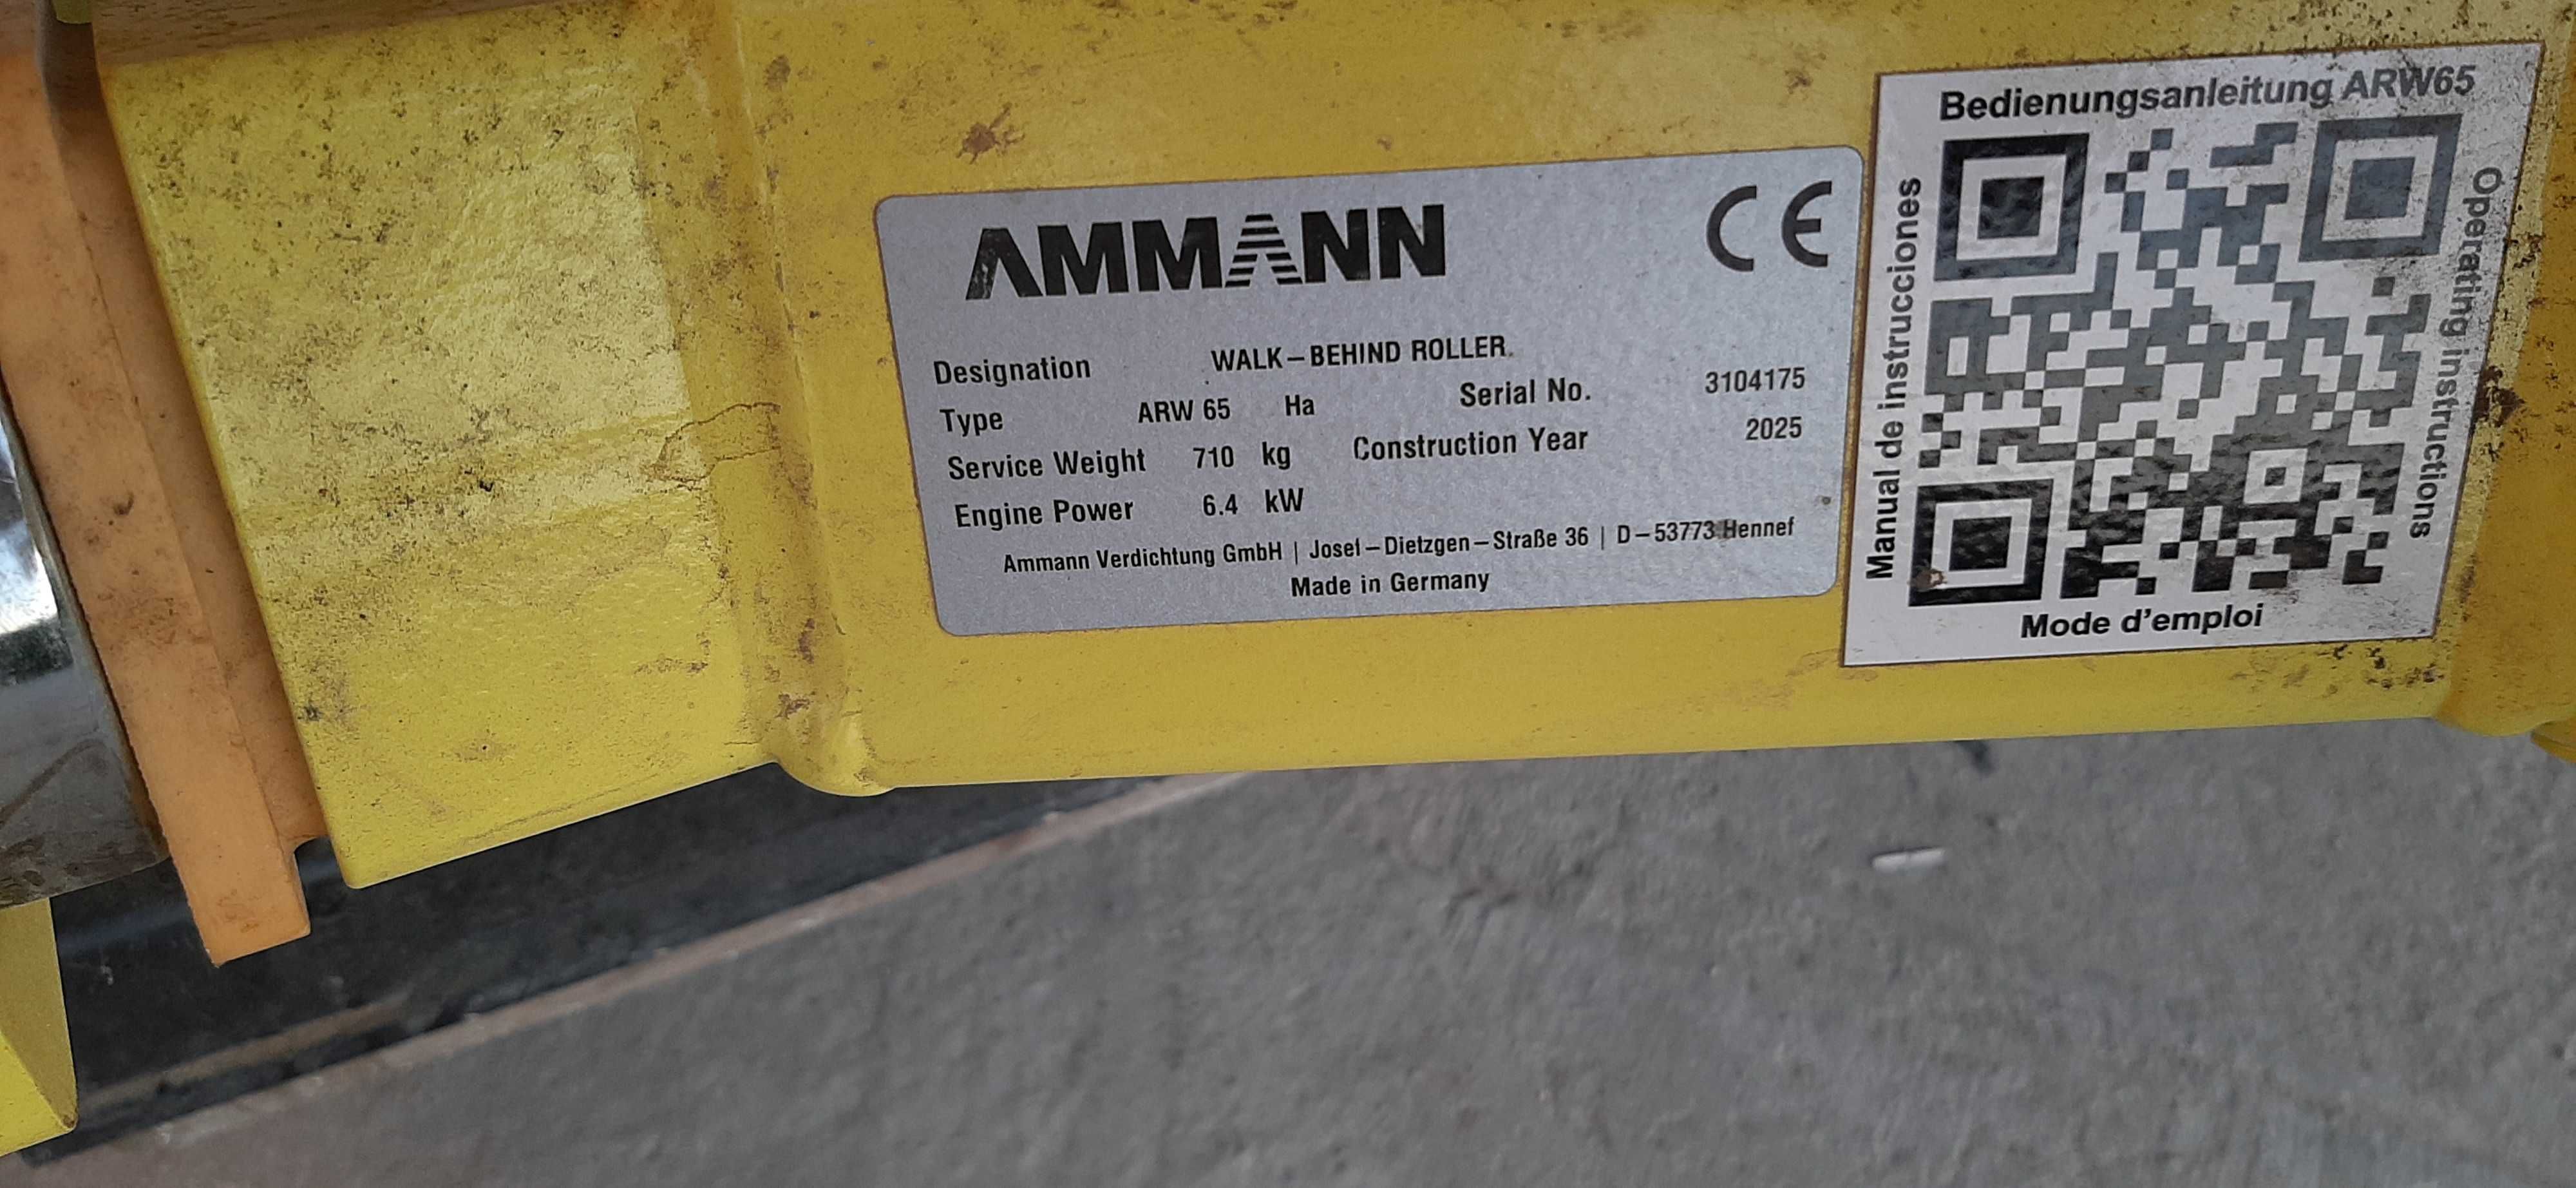 AMMANN
CE
Designation WALK-BEHIND ROLLER
Type ARW 65 Ha Serial No. 3104175
Service Weight 710 kg Construction Year 2025
Engine Power 6.4 kW
Ammann Verdichtung GmbH | Josef-Dietzgen-Straße 36 | D-53773 Hennef
Made in Germany
Bedienungsanleitung ARW65
Manual de instrucciones
Operating instructions
Mode d'emploi